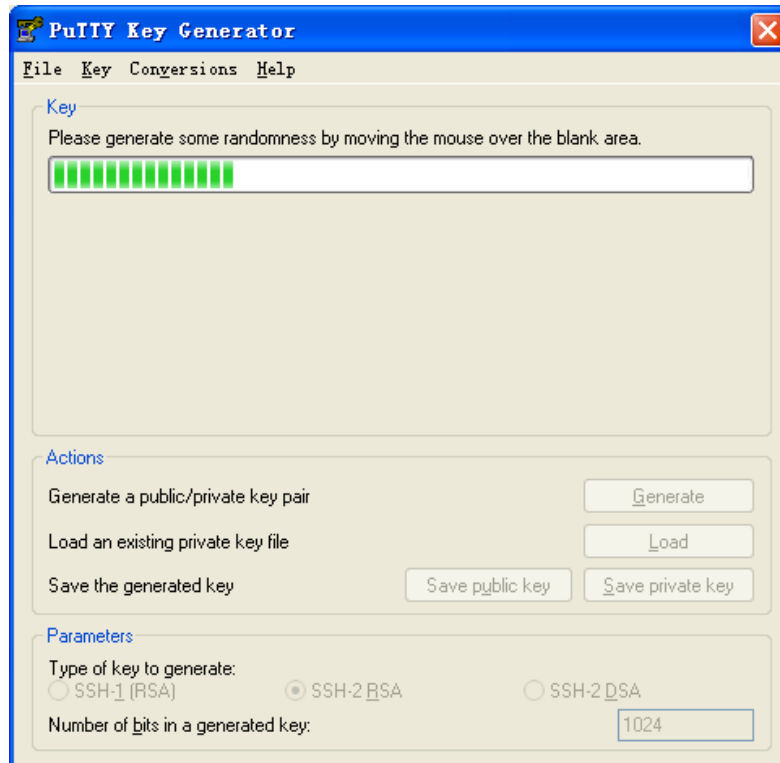 PuTTY Key Generator
File Key Conversions Help
Key
Please generate some randomness by moving the mouse over the blank area.
Actions
Generate a public/private key pair Generate
Load an existing private key file Load
Save the generated key Save public key Save private key
Parameters
Type of key to generate:
SSH-1 (RSA) SSH-2 RSA SSH-2 DSA
Number of bits in a generated key: 1024